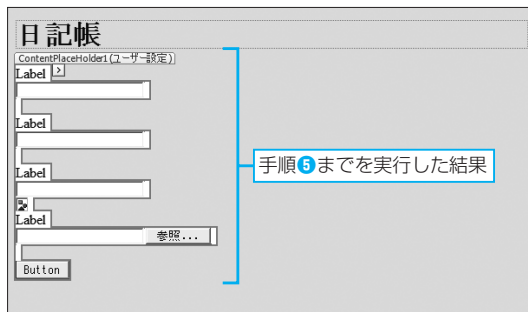 日記帳
ContentPlaceHolder1 (ユーザー設定)
Label >
Label
手順❺までを実行した結果
Label
Label
参照...
Button